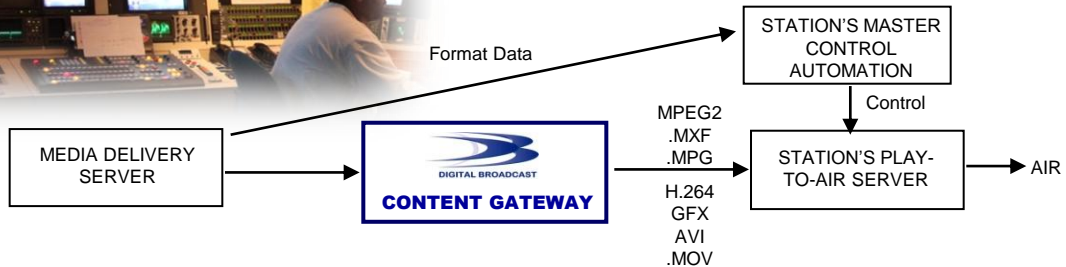 Format Data
STATION'S MASTER
CONTROL
AUTOMATION
Control
MEDIA DELIVERY
SERVER
DIGITAL BROADCAST
CONTENT GATEWAY
MPEG2
.MXF
.MPG
H.264
GFX
AVI
.MOV
STATION'S PLAY-
TO-AIR SERVER
AIR